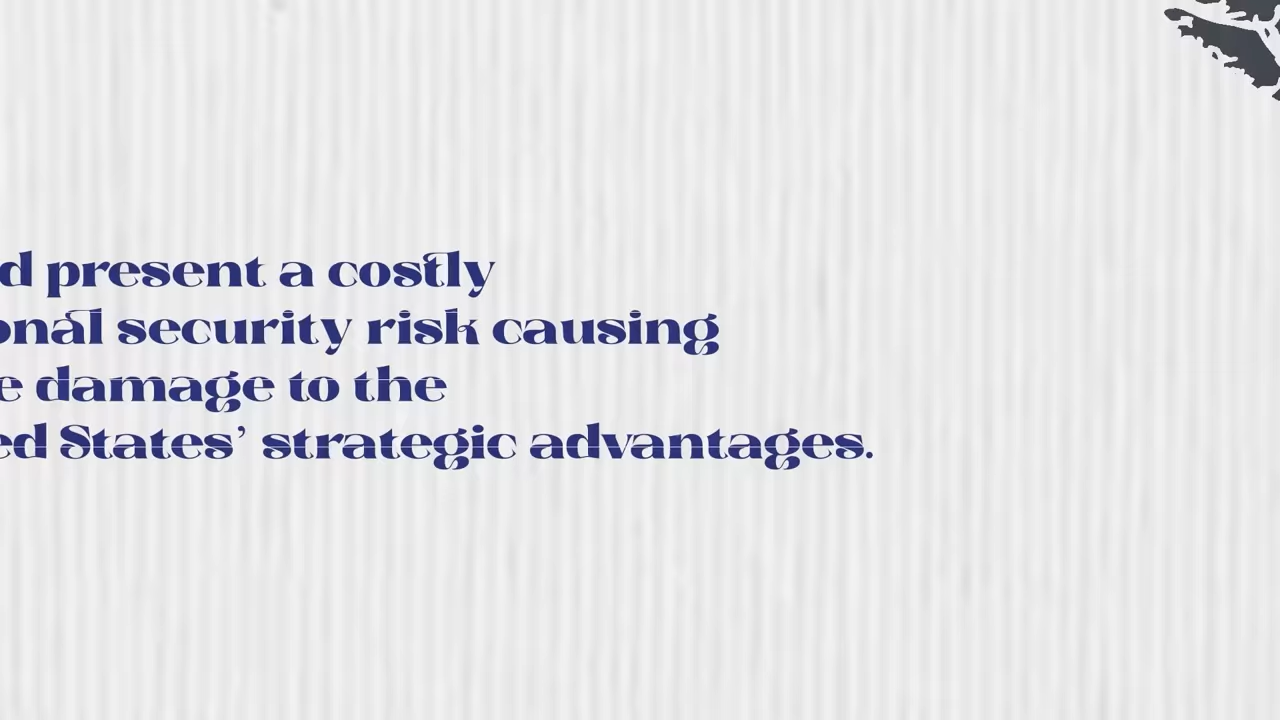 d present a costly
onal security risk causing
e damage to the
ed States' strategic advantages.